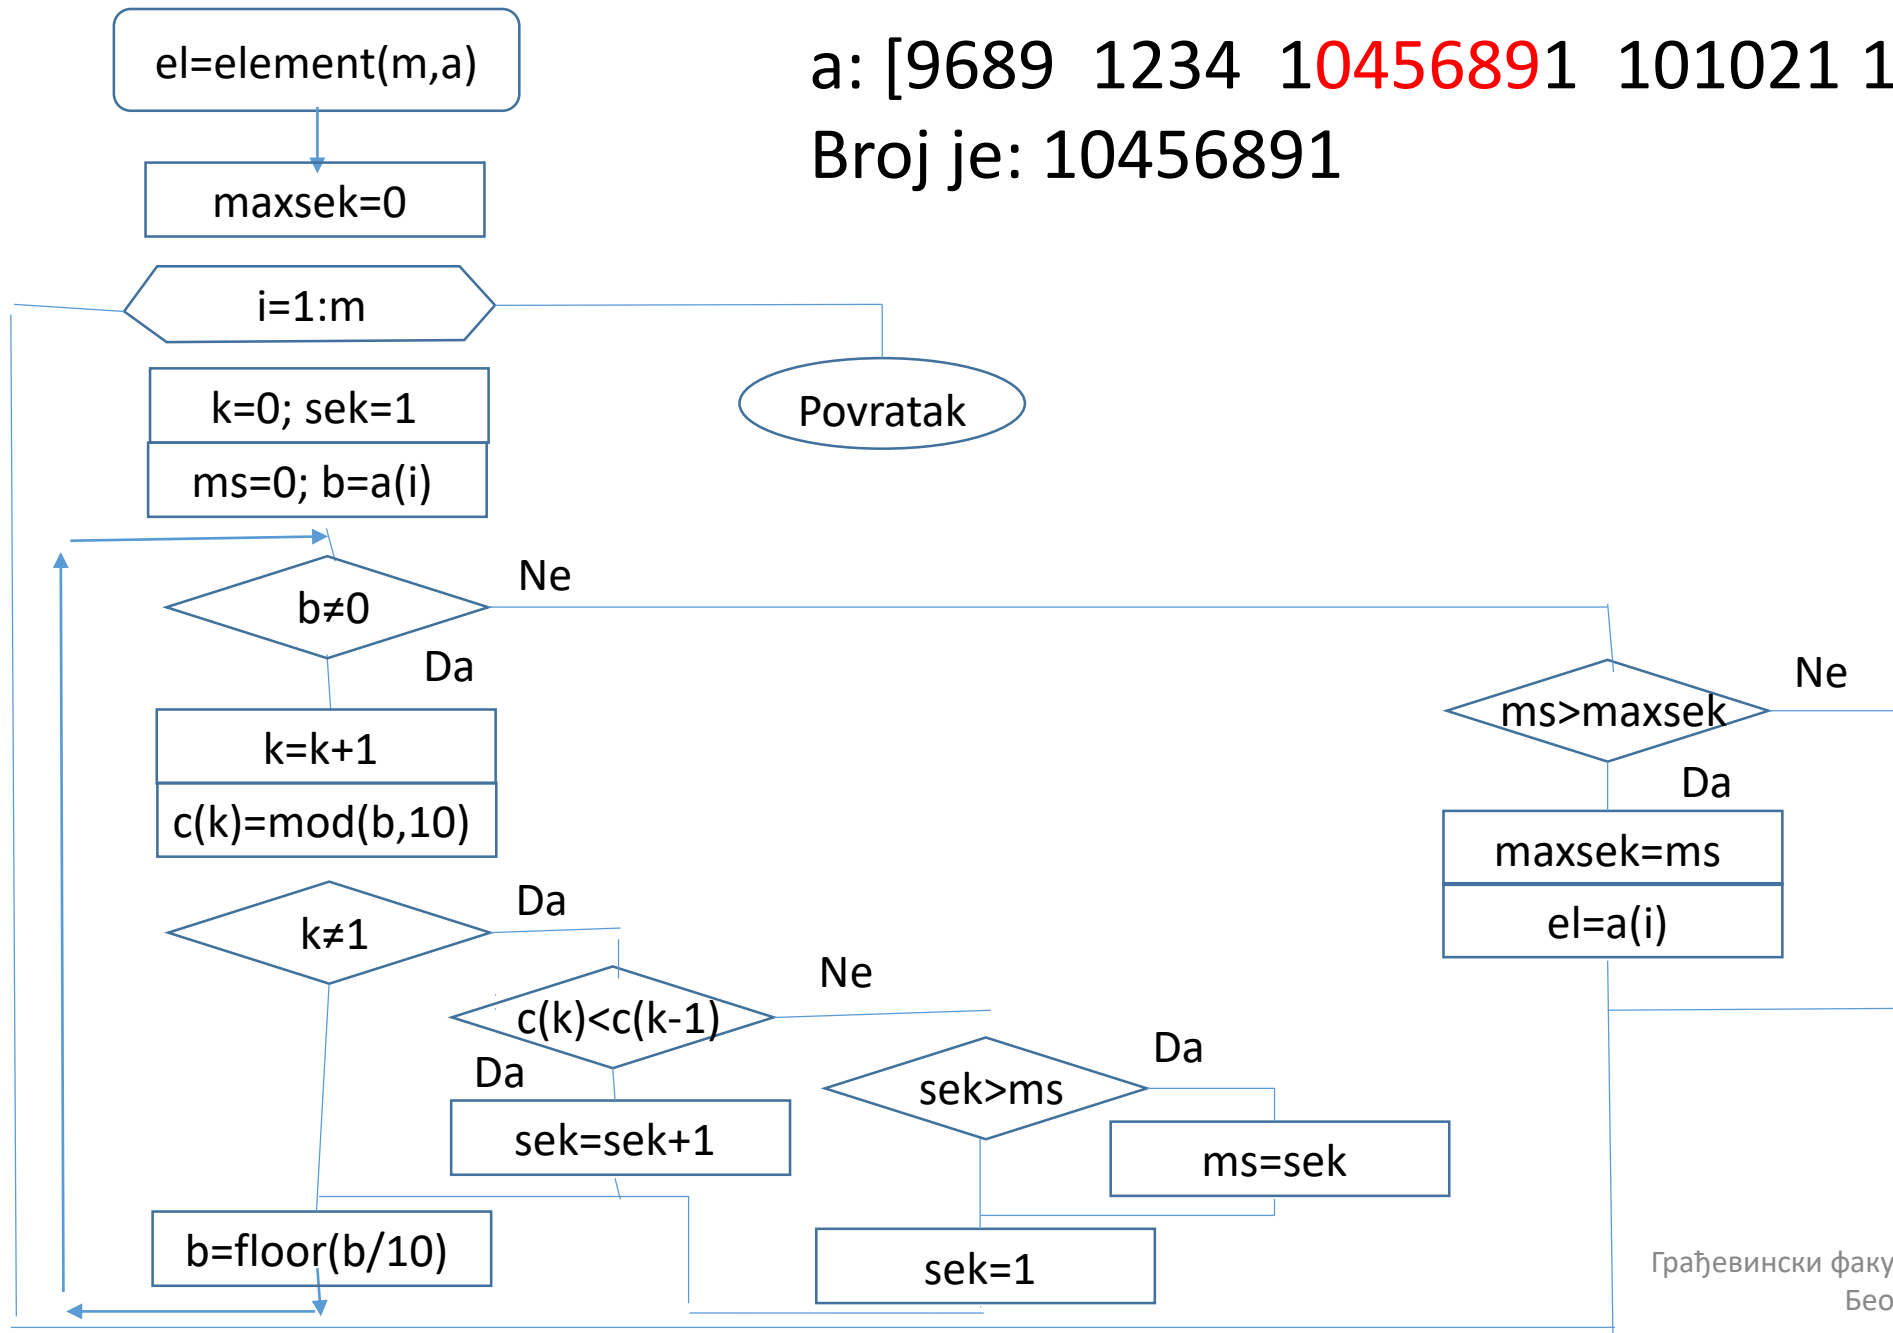 el=element(m,a)
a: [9689 1234 10456891 101021 1
Broj je: 10456891
maxsek=0
i=1:m
k=0; sek=1
Povratak
ms=0; b=a(i)
Ne
b≠0
Da
Ne
ms>maxsek
k=k+1
Da
c(k)=mod(b,10)
maxsek=ms
Da
k≠1
el=a(i)
Ne
c(k)<c(k-1)
Da
Da
sek>ms
sek=sek+1
ms=sek
b=floor(b/10)
sek=1
Грађевински факу
Бео